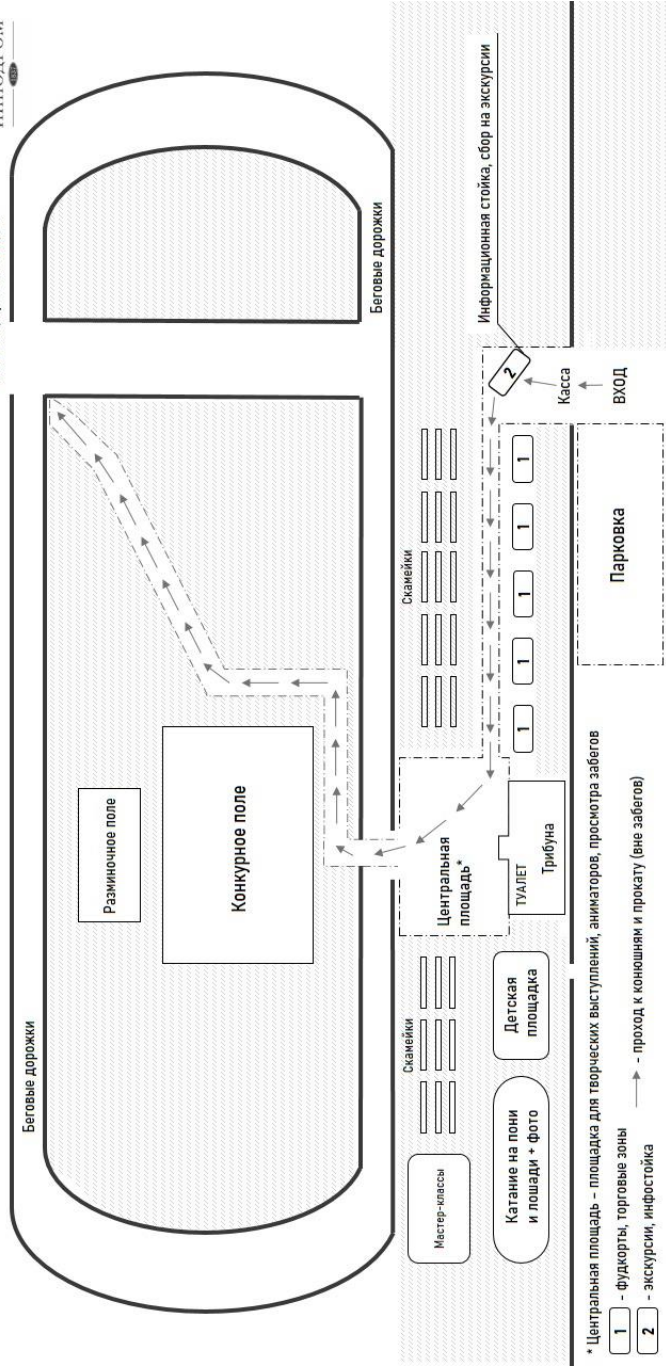 ИППОДРОМ
Беговые дорожки
Разминочное поле
Конкурное поле
Беговые дорожки
Скамейки
Скамейки
Информационная стойка, сбор на экскурсии
Мастер-классы
Центральная
площадь*
Катание на пони
и лошади + фото
Детская
площадка
ТУАЛЕТ
Трибуна
1
1
1
1
1
2
Касса
ВХОД
Парковка
* Центральная площадь – площадка для творческих выступлений, аниматоров, просмотра забегов
1 – фудкорты, торговые зоны
2 – экскурсии, инфостойка
– проход к конюшням и прокату (вне забегов)